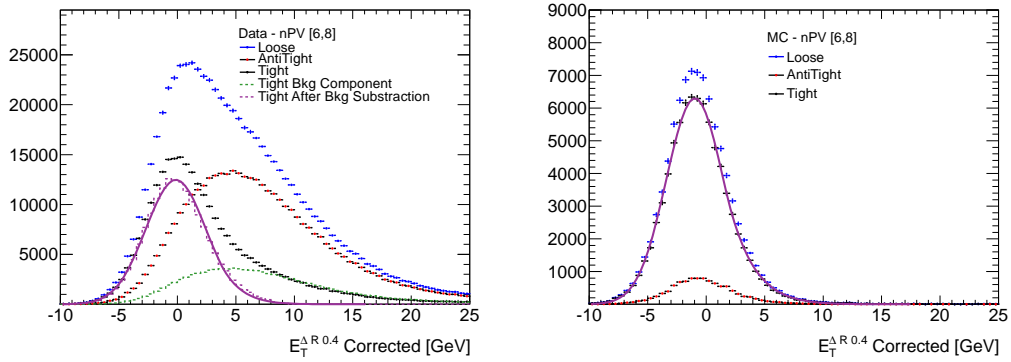 Data - nPV [6,8]
Loose
AntiTight
Tight
Tight Bkg Component
Tight After Bkg Substraction
25000
20000
15000
10000
5000
0
-10 -5 0 5 10 15 20 25
E_T^{Δ R 0.4} Corrected [GeV]
MC - nPV [6,8]
Loose
AntiTight
Tight
9000
8000
7000
6000
5000
4000
3000
2000
1000
0
-10 -5 0 5 10 15 20 25
E_T^{Δ R 0.4} Corrected [GeV]